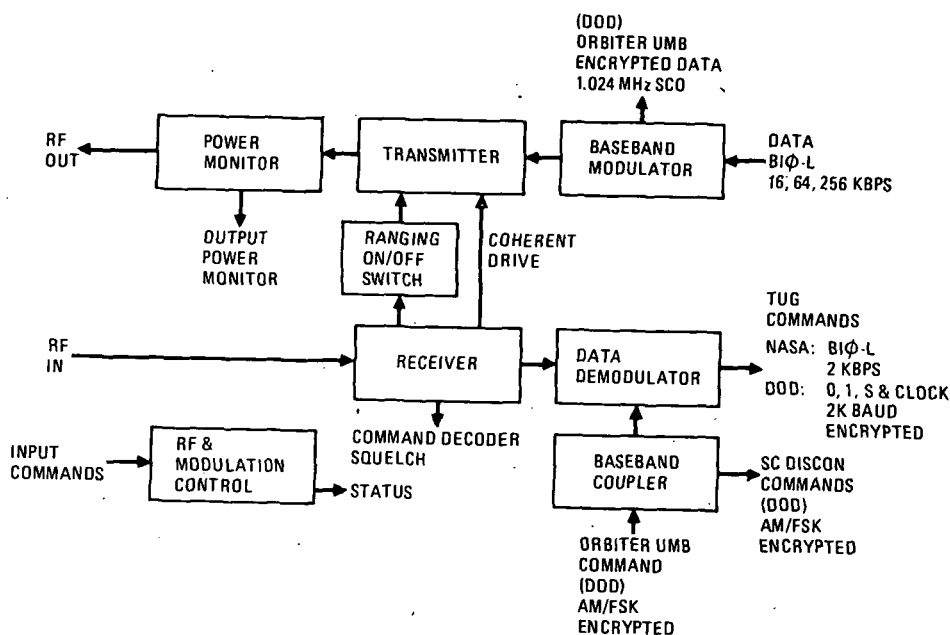 (DOD)
ORBITER UMB
ENCRYPTED DATA
1.024 MHz SCO
RF
OUT
POWER
MONITOR
TRANSMITTER
BASEBAND
MODULATOR
DATA
BIϕ-L
16, 64, 256 KBPS
OUTPUT
POWER
MONITOR
RANGING
ON/OFF
SWITCH
COHERENT
DRIVE
RF
IN
RECEIVER
DATA
DEMODULATOR
TUG
COMMANDS
NASA: BIϕ-L
2 KBPS
DOD: 0, 1, S & CLOCK
2K BAUD
ENCRYPTED
COMMAND DECODER
SQUELCH
INPUT
COMMANDS
RF &
MODULATION
CONTROL
STATUS
BASEBAND
COUPLER
SC DISCON
COMMANDS
(DOD)
AM/FSK
ENCRYPTED
ORBITER UMB
COMMAND
(DOD)
AM/FSK
ENCRYPTED